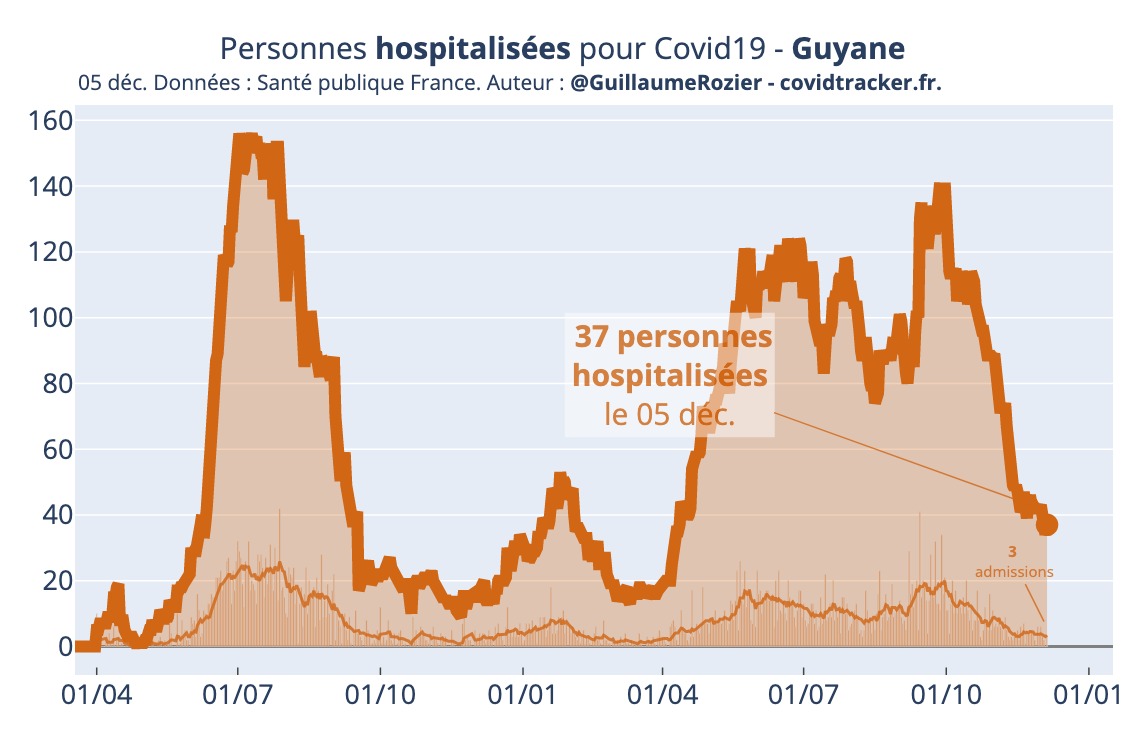 Personnes hospitalisées pour Covid19 - Guyane
05 déc. Données : Santé publique France. Auteur : @GuillaumeRozier - covidtracker.fr.
160
140
120
100
80
60
40
20
0
37 personnes
hospitalisées
le 05 déc.
3
admissions
01/04 01/07 01/10 01/01 01/04 01/07 01/10 01/01